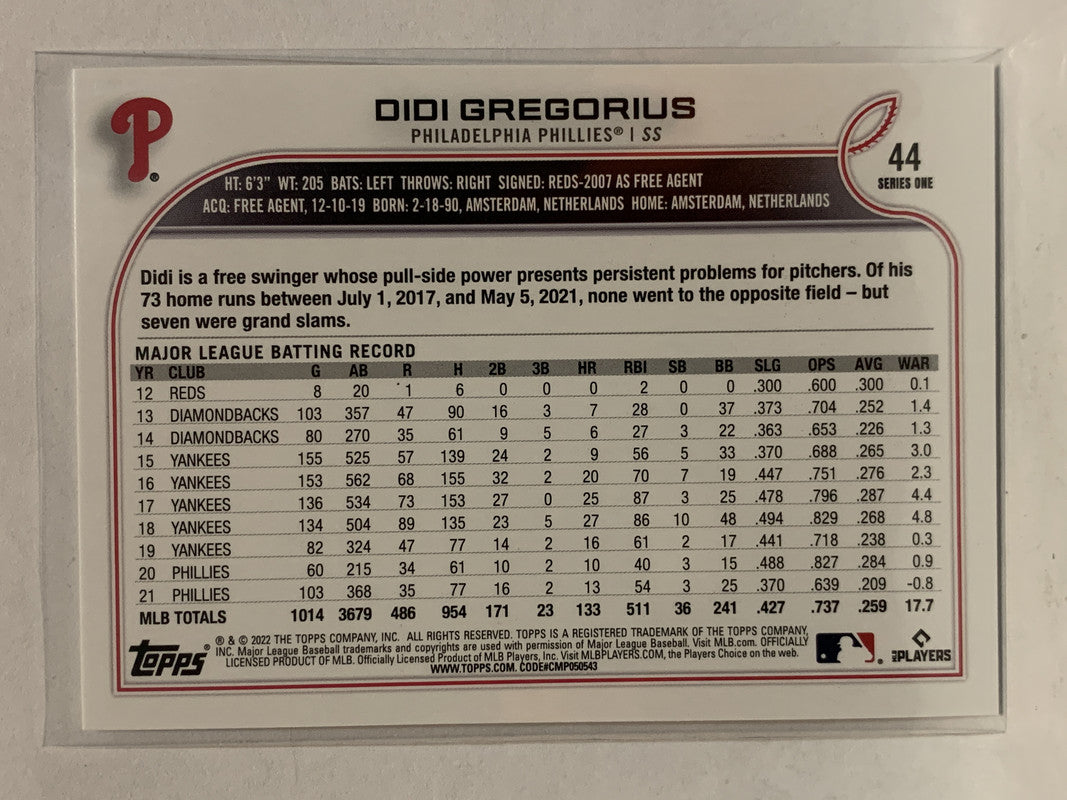 P®
DIDI GREGORIUS
PHILADELPHIA PHILLIES® | SS
44
SERIES ONE
HT: 6'3" WT: 205 BATS: LEFT THROWS: RIGHT SIGNED: REDS-2007 AS FREE AGENT
ACQ: FREE AGENT, 12-10-19 BORN: 2-18-90, AMSTERDAM, NETHERLANDS HOME: AMSTERDAM, NETHERLANDS
Didi is a free swinger whose pull-side power presents persistent problems for pitchers. Of his
73 home runs between July 1, 2017, and May 5, 2021, none went to the opposite field – but
seven were grand slams.
MAJOR LEAGUE BATTING RECORD
YR CLUB G AB R H 2B 3B HR RBI SB BB SLG OPS AVG WAR
12 REDS 8 20 1 6 0 0 0 2 0 0 .300 .600 .300 0.1
13 DIAMONDBACKS 103 357 47 90 16 3 7 28 0 37 .373 .704 .252 1.4
14 DIAMONDBACKS 80 270 35 61 9 5 6 27 3 22 .363 .653 .226 1.3
15 YANKEES 155 525 57 139 24 2 9 56 5 33 .370 .688 .265 3.0
16 YANKEES 153 562 68 155 32 2 20 70 7 19 .447 .751 .276 2.3
17 YANKEES 136 534 73 153 27 0 25 87 3 25 .478 .796 .287 4.4
18 YANKEES 134 504 89 135 23 5 27 86 10 48 .494 .829 .268 4.8
19 YANKEES 82 324 47 77 14 2 16 61 2 17 .441 .718 .238 0.3
20 PHILLIES 60 215 34 61 10 2 10 40 3 15 .488 .827 .284 0.9
21 PHILLIES 103 368 35 77 16 2 13 54 3 25 .370 .639 .209 -0.8
MLB TOTALS 1014 3679 486 954 171 23 133 511 36 241 .427 .737 .259 17.7
Topps®
® & © 2022 THE TOPPS COMPANY, INC. ALL RIGHTS RESERVED. TOPPS IS A REGISTERED TRADEMARK OF THE TOPPS COMPANY,
INC. Major League Baseball trademarks and copyrights are used with permission of Major League Baseball. Visit MLB.com. OFFICIALLY
LICENSED PRODUCT OF MLB. Officially Licensed Product of MLB Players, Inc. Visit MLBPLAYERS.COM, the Players Choice on the web.
WWW.TOPPS.COM. CODE#CMP050543
MLB PLAYERS